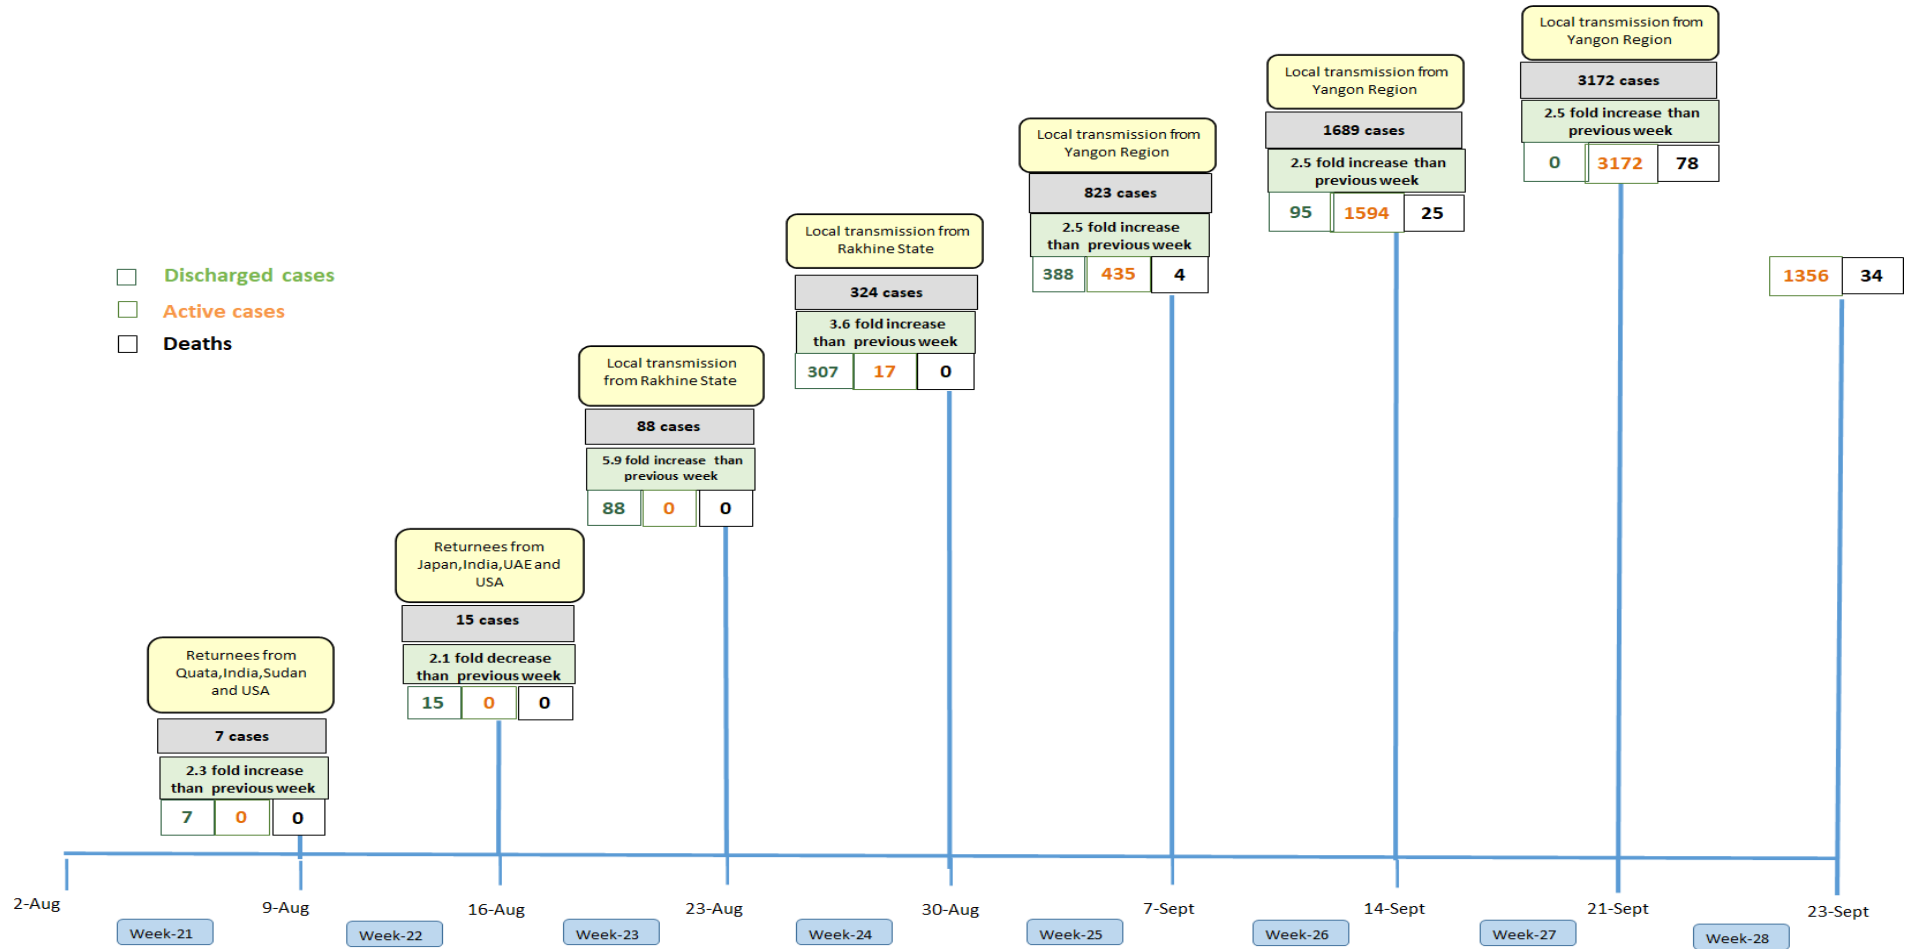 Discharged cases
Active cases
Deaths
Returnees from
Quata,India,Sudan
and USA
7 cases
2.3 fold increase
than previous week
7 0 0
Returnees from
Japan,India,UAE and
USA
15 cases
2.1 fold decrease
than previous week
15 0 0
Local transmission
from Rakhine State
88 cases
5.9 fold increase than
previous week
88 0 0
Local transmission from
Rakhine State
324 cases
3.6 fold increase
than previous week
307 17 0
Local transmission from
Yangon Region
823 cases
2.5 fold increase
than previous week
388 435 4
Local transmission from
Yangon Region
1689 cases
2.5 fold increase than
previous week
95 1594 25
Local transmission from
Yangon Region
3172 cases
2.5 fold increase than
previous week
0 3172 78
1356 34
2-Aug 9-Aug 16-Aug 23-Aug 30-Aug 7-Sept 14-Sept 21-Sept 23-Sept
Week-21 Week-22 Week-23 Week-24 Week-25 Week-26 Week-27 Week-28